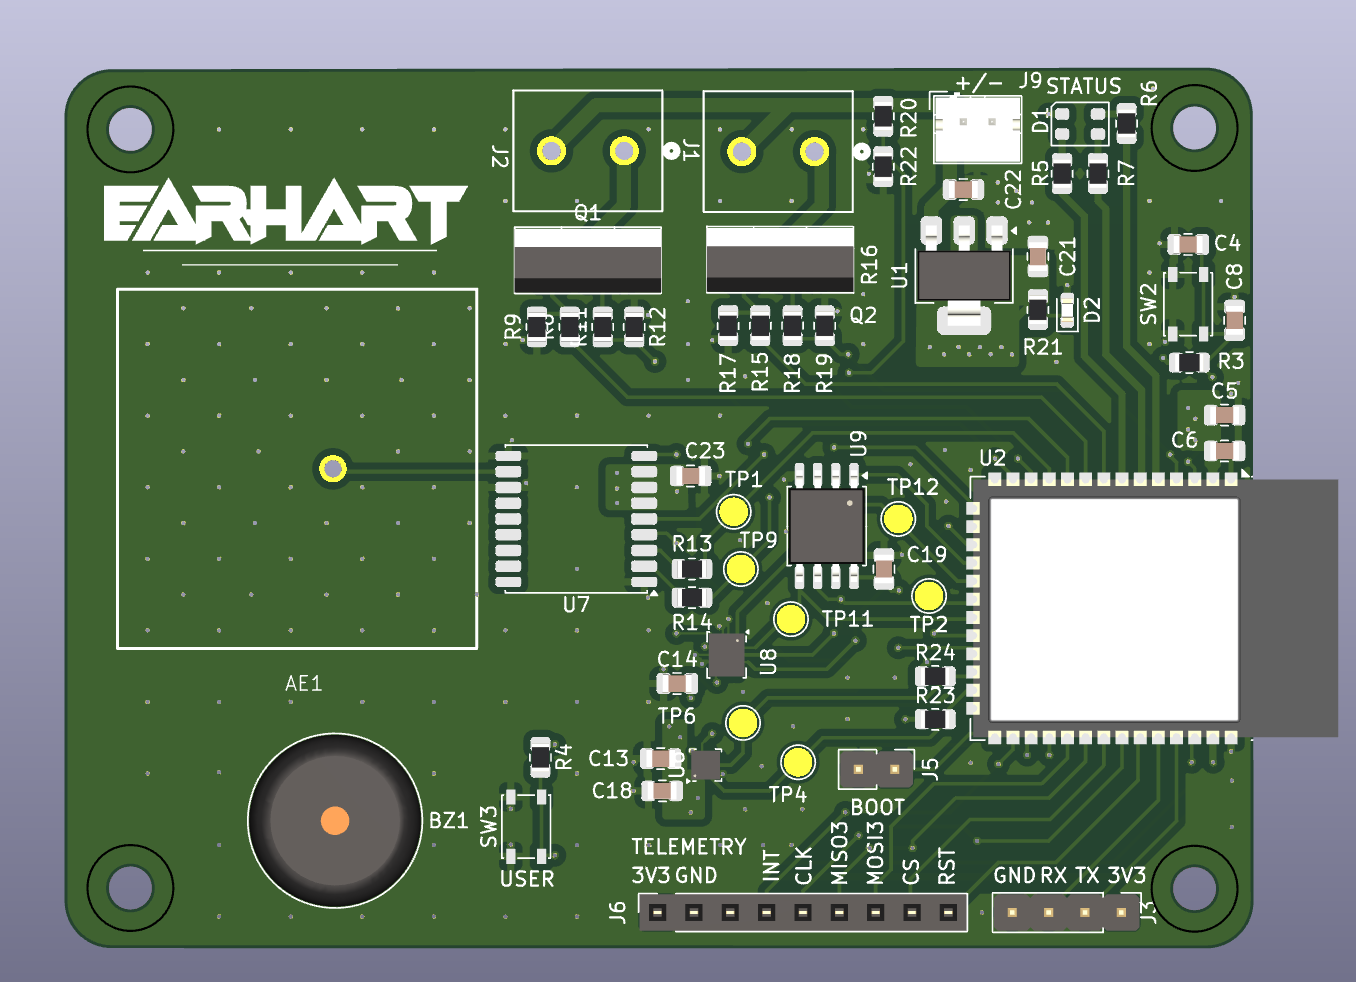 +/-
J9
STATUS
R6
D1
R20
J2
J1
R22
R5
R7
C22
EARHART
Q1
C4
C21
R16
U1
C8
SW2
D2
Q2
R9
R11
R12
R21
R3
R17
R15
R18
R19
C5
C6
U9
C23
U2
TP1
TP12
TP9
R13
C19
U7
R14
TP11
TP2
R24
C14
U8
AE1
R23
TP6
R4
C13
J5
C18
TP4
BOOT
BZ1
SW3
TELEMETRY
USER
3V3 GND INT CLK MISO3 MOSI3 CS RST
GND RX TX 3V3
J6
J3